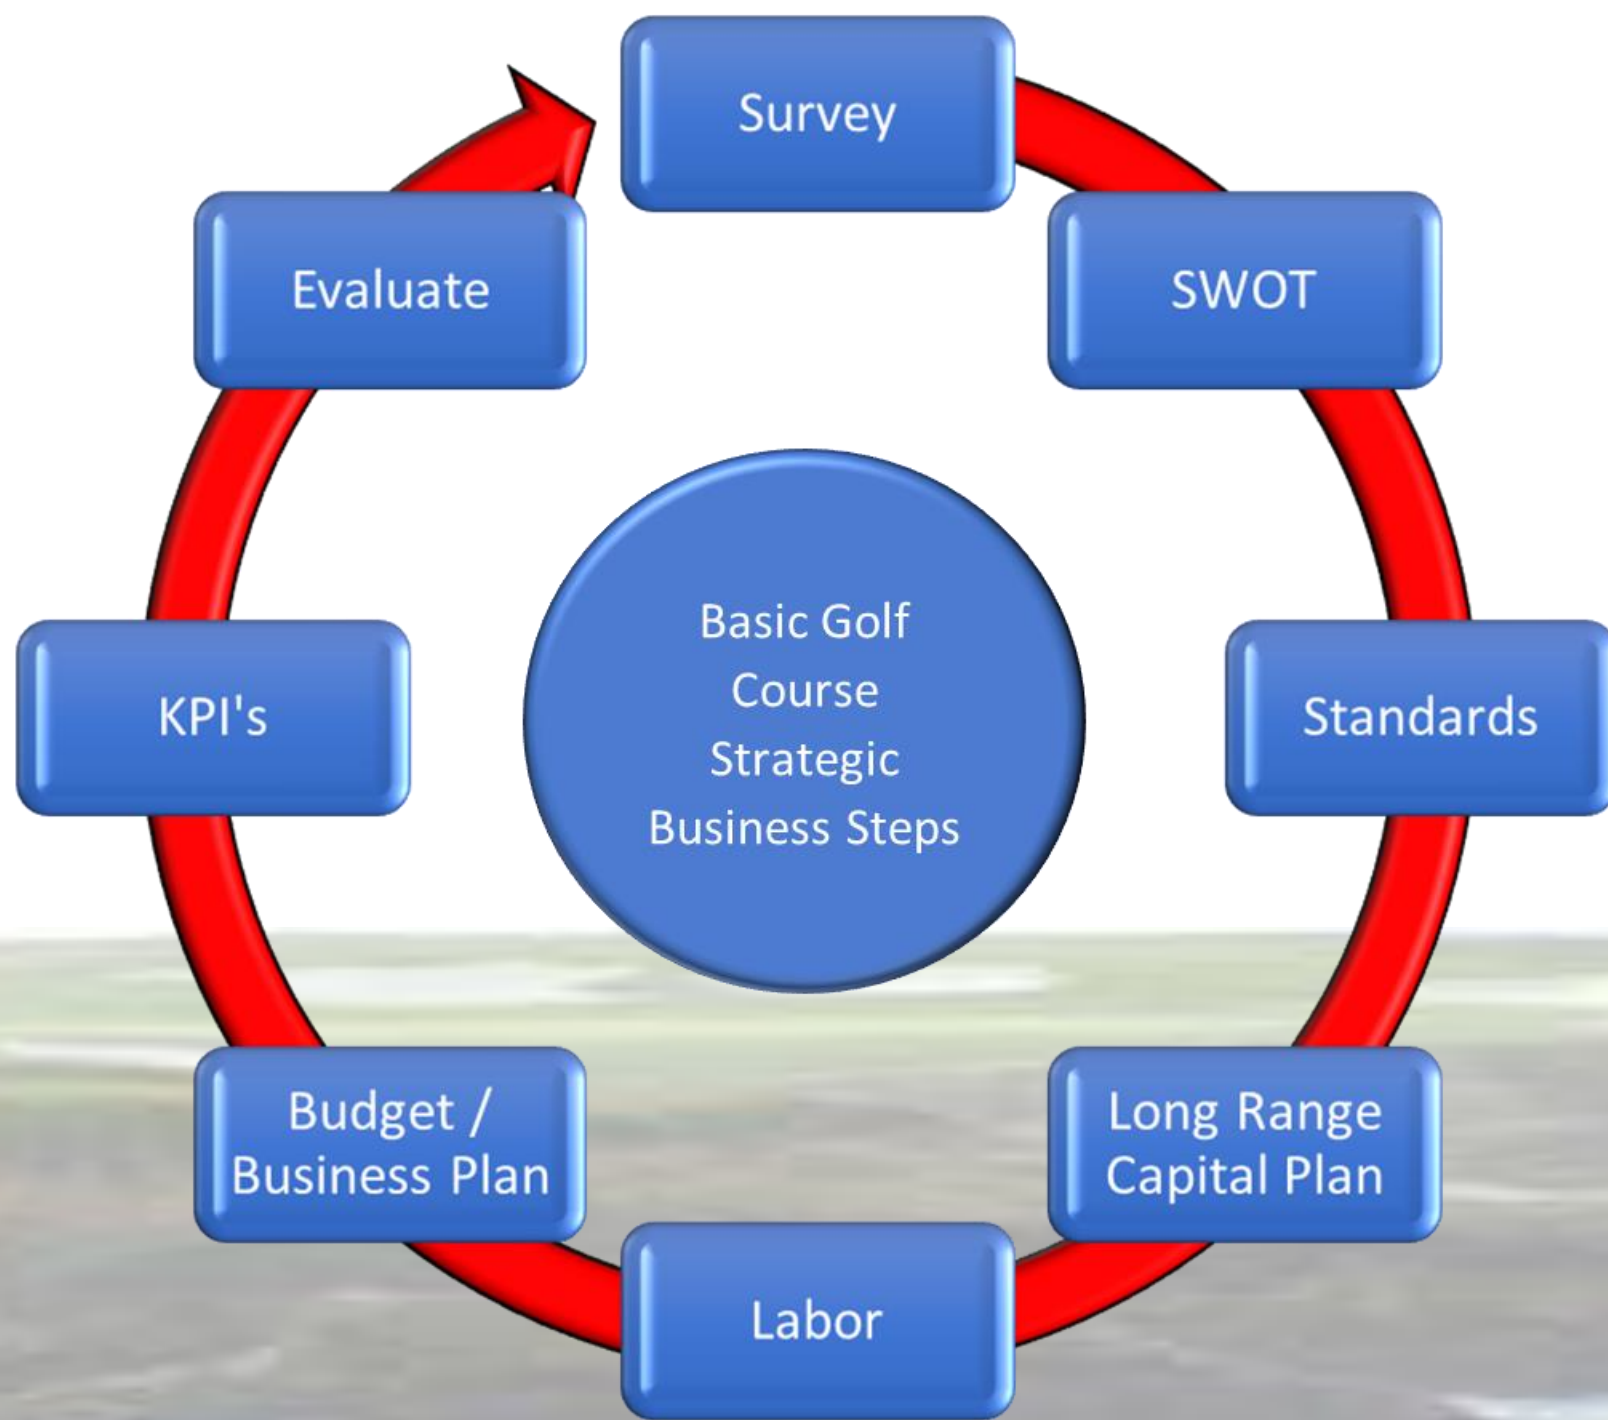 Survey
SWOT
Standards
Long Range
Capital Plan
Labor
Budget /
Business Plan
KPI's
Evaluate
Basic Golf
Course
Strategic
Business Steps